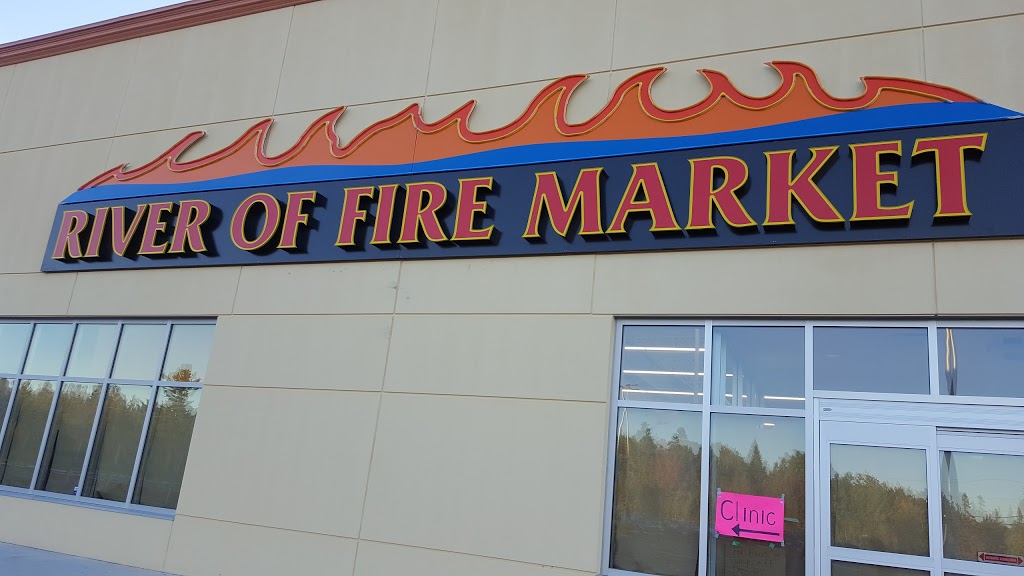 RIVER OF FIRE MARKET
Clinic